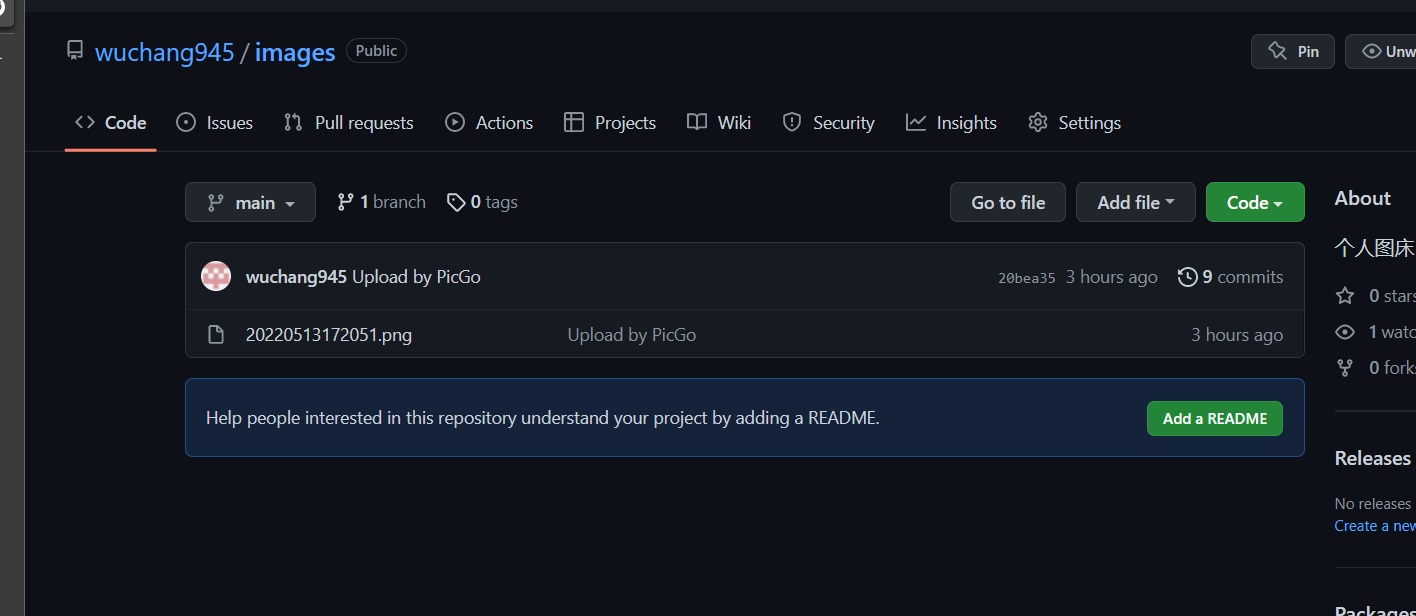 wuchang945 / images Public
Pin
Code Issues Pull requests Actions Projects Wiki Security Insights Settings
main 1 branch 0 tags Go to file Add file Code
About
个人图床
wuchang945 Upload by PicGo 20bea35 3 hours ago 9 commits
0 stars
20220513172051.png Upload by PicGo 3 hours ago
1
0 forks
Help people interested in this repository understand your project by adding a README. Add a README
Releases
No releases
Create a new
Packages